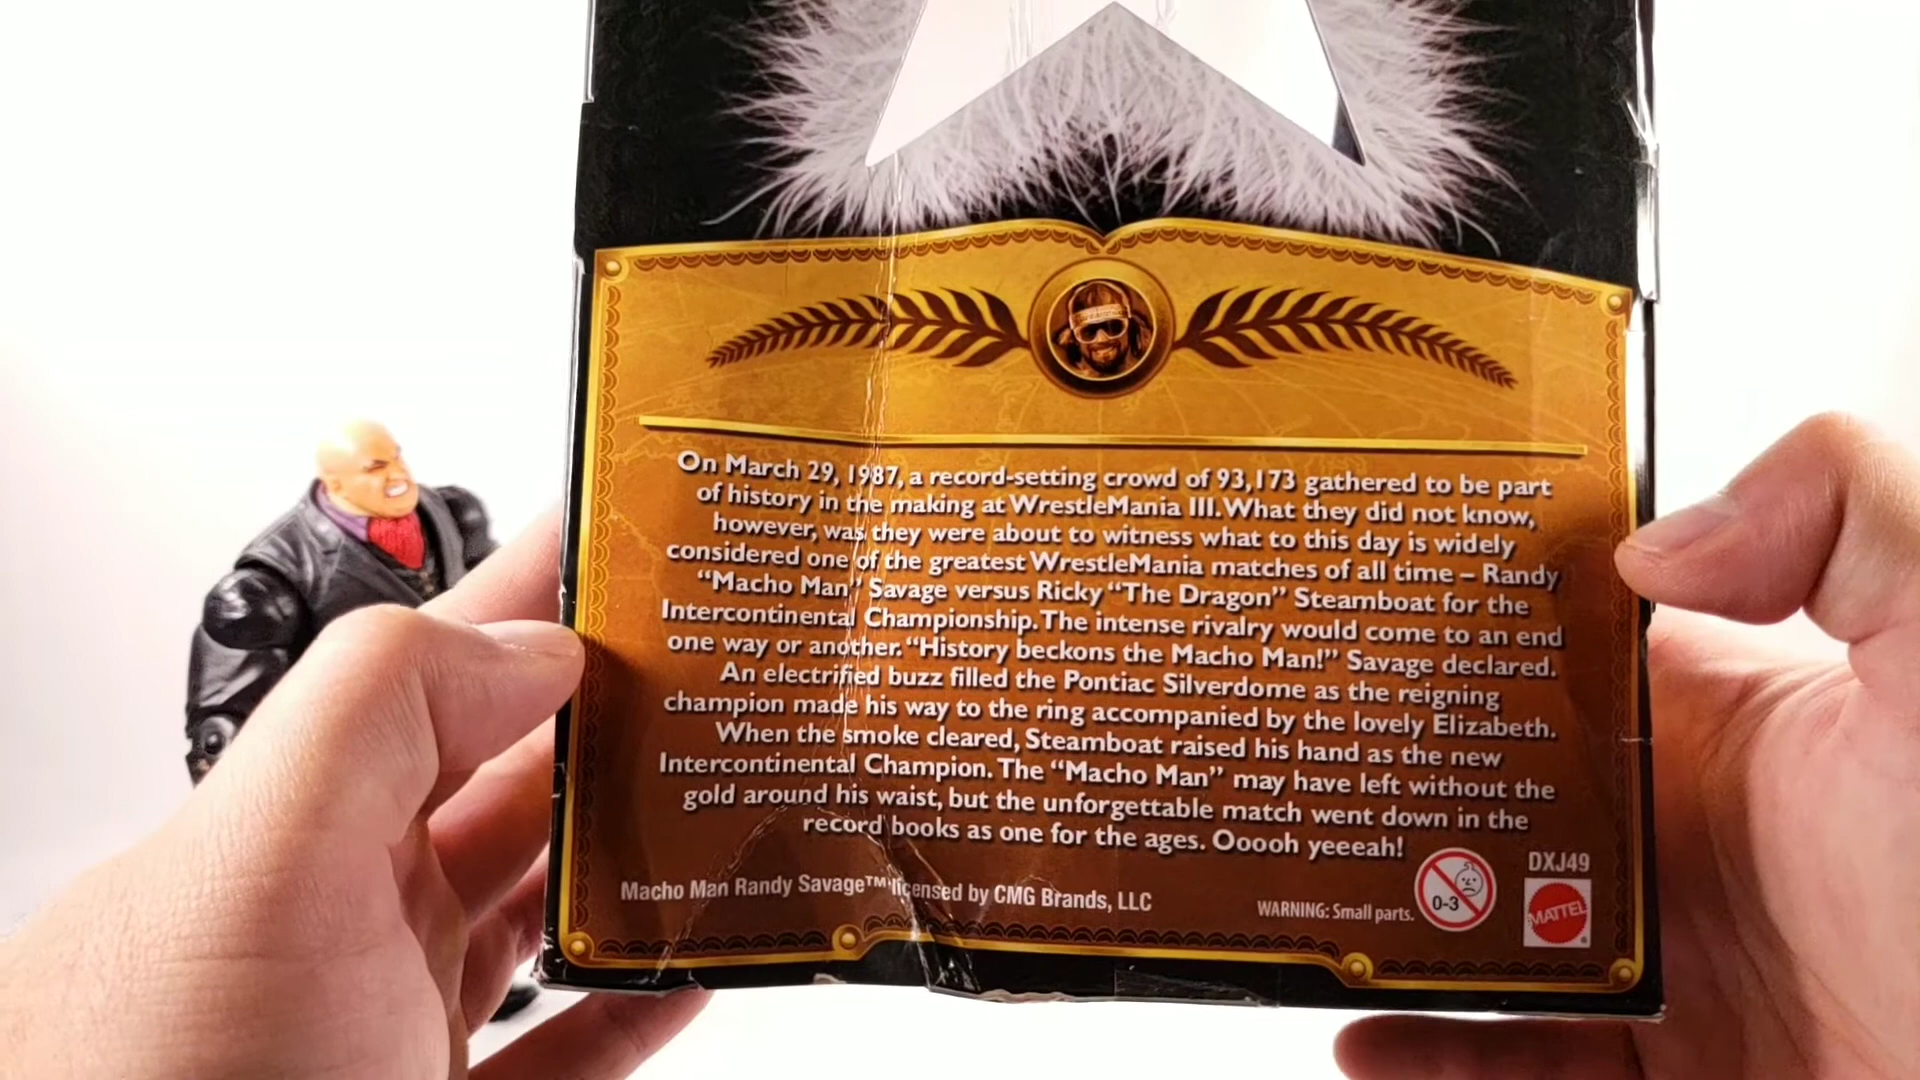 On March 29, 1987, a record-setting crowd of 93,173 gathered to be part
of history in the making at WrestleMania III. What they did not know,
however, was they were about to witness what to this day is widely
considered one of the greatest WrestleMania matches of all time – Randy
“Macho Man” Savage versus Ricky “The Dragon” Steamboat for the
Intercontinental Championship. The intense rivalry would come to an end
one way or another. “History beckons the Macho Man!” Savage declared.
An electrified buzz filled the Pontiac Silverdome as the reigning
champion made his way to the ring accompanied by the lovely Elizabeth.
When the smoke cleared, Steamboat raised his hand as the new
Intercontinental Champion. The “Macho Man” may have left without the
gold around his waist, but the unforgettable match went down in the
record books as one for the ages. Ooooh yeeeah!
DXJ49
Macho Man Randy Savage™ licensed by CMG Brands, LLC
WARNING: Small parts.
0-3
MATTEL